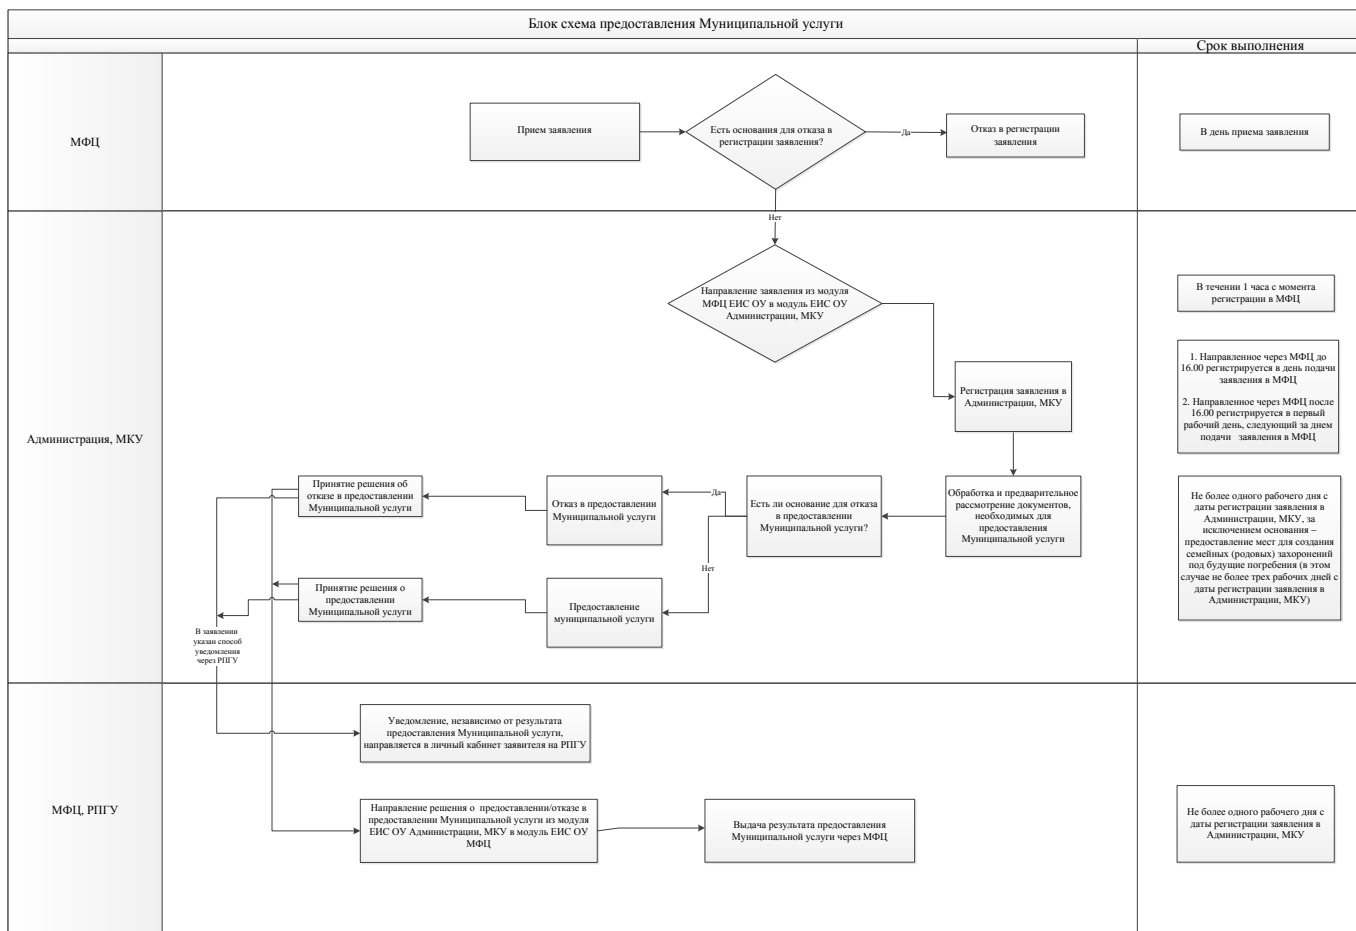 Блок схема предоставления Муниципальной услуги
Срок выполнения
МФЦ
Прием заявления
Есть основания для отказа в
регистрации заявления?
Да
Отказ в регистрации
заявления
В день приема заявления
Нет
Администрация, МКУ
Направление заявления из модуля
МФЦ ЕИС ОУ в модуль ЕИС ОУ
Администрации, МКУ
В течении 1 часа с момента
регистрации в МФЦ
Регистрация заявления в
Администрации, МКУ
1. Направленное через МФЦ до
16.00 регистрируется в день подачи
заявления в МФЦ
2. Направленное через МФЦ после
16.00 регистрируется в первый
рабочий день, следующий за днем
подачи заявления в МФЦ
Принятие решения об
отказе в предоставлении
Муниципальной услуги
Отказ в предоставлении
Муниципальной услуги
Да
Есть ли основание для отказа
в предоставлении
Муниципальной услуги?
Обработка и предварительное
рассмотрение документов,
необходимых для
предоставления
Муниципальной услуги
Не более одного рабочего дня с
даты регистрации заявления в
Администрации, МКУ, за
исключением основания –
предоставление мест для создания
семейных (родовых) захоронений
под будущие погребения (в этом
случае не более трех рабочих дней с
даты регистрации заявления в
Администрации, МКУ)
Нет
Принятие решения о
предоставлении
Муниципальной услуги
Предоставление
муниципальной услуги
В заявлении
указан способ
уведомления
через РПГУ
МФЦ, РПГУ
Уведомление, независимо от результата
предоставления Муниципальной услуги,
направляется в личный кабинет заявителя на РПГУ
Направление решения о предоставлении/отказе в
предоставлении Муниципальной услуги из модуля
ЕИС ОУ Администрации, МКУ в модуль ЕИС ОУ
МФЦ
Выдача результата предоставления
Муниципальной услуги через МФЦ
Не более одного рабочего дня с
даты регистрации заявления в
Администрации, МКУ